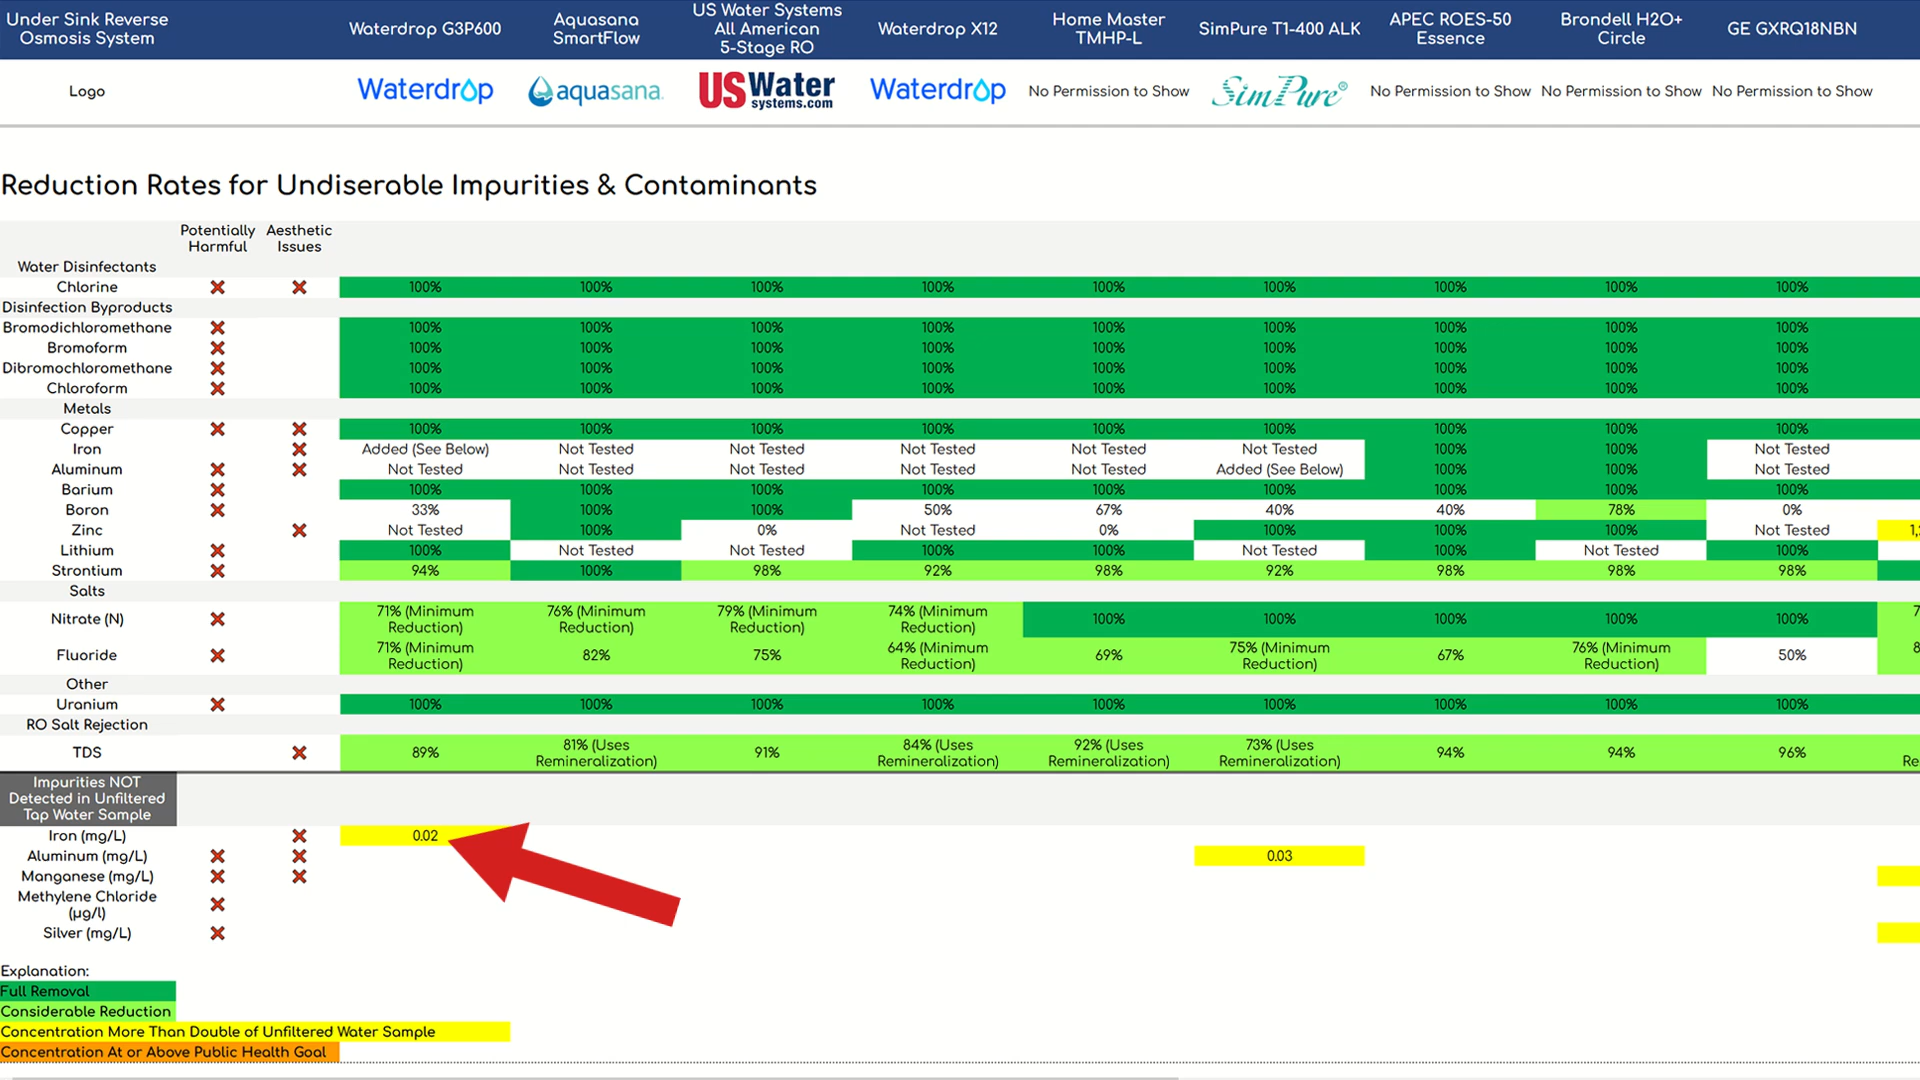 Under Sink Reverse Osmosis System Waterdrop G3P600 Aquasana SmartFlow US Water Systems All American 5-Stage RO Waterdrop X12 Home Master TMHP-L SimPure T1-400 ALK APEC ROES-50 Essence Brondell H2O+ Circle GE GXRQ18NBN
Logo Waterdrop aquasana. USWater systems.com Waterdrop No Permission to Show SimPure® No Permission to Show No Permission to Show No Permission to Show
Reduction Rates for Undiserable Impurities & Contaminants
Potentially Harmful Aesthetic Issues
Water Disinfectants
Chlorine 100% 100% 100% 100% 100% 100% 100% 100% 100%
Disinfection Byproducts
Bromodichloromethane 100% 100% 100% 100% 100% 100% 100% 100% 100%
Bromoform 100% 100% 100% 100% 100% 100% 100% 100% 100%
Dibromochloromethane 100% 100% 100% 100% 100% 100% 100% 100% 100%
Chloroform 100% 100% 100% 100% 100% 100% 100% 100% 100%
Metals
Copper 100% 100% 100% 100% 100% 100% 100% 100% 100%
Iron Added (See Below) Not Tested Not Tested Not Tested Not Tested Not Tested 100% 100% Not Tested
Aluminum Not Tested Not Tested Not Tested Not Tested Not Tested Added (See Below) 100% 100% Not Tested
Barium 100% 100% 100% 100% 100% 100% 100% 100% 100%
Boron 33% 100% 100% 50% 67% 40% 40% 78% 0%
Zinc Not Tested 100% 0% Not Tested 0% 100% 100% 100% Not Tested
Lithium 100% Not Tested Not Tested 100% 100% Not Tested 100% Not Tested 100%
Strontium 94% 100% 98% 92% 98% 92% 98% 98% 98%
Salts
Nitrate (N) 71% (Minimum Reduction) 76% (Minimum Reduction) 79% (Minimum Reduction) 74% (Minimum Reduction) 100% 100% 100% 100% 100%
Fluoride 71% (Minimum Reduction) 82% 75% 64% (Minimum Reduction) 69% 75% (Minimum Reduction) 67% 76% (Minimum Reduction) 50%
Other
Uranium 100% 100% 100% 100% 100% 100% 100% 100% 100%
RO Salt Rejection
TDS 89% 81% (Uses Remineralization) 91% 84% (Uses Remineralization) 92% (Uses Remineralization) 73% (Uses Remineralization) 94% 94% 96% Re
Impurities NOT Detected in Unfiltered Tap Water Sample
Iron (mg/L) 0.02
Aluminum (mg/L) 0.03
Manganese (mg/L)
Methylene Chloride (µg/l)
Silver (mg/L)
Explanation:
Full Removal
Considerable Reduction
Concentration More Than Double of Unfiltered Water Sample
Concentration At or Above Public Health Goal